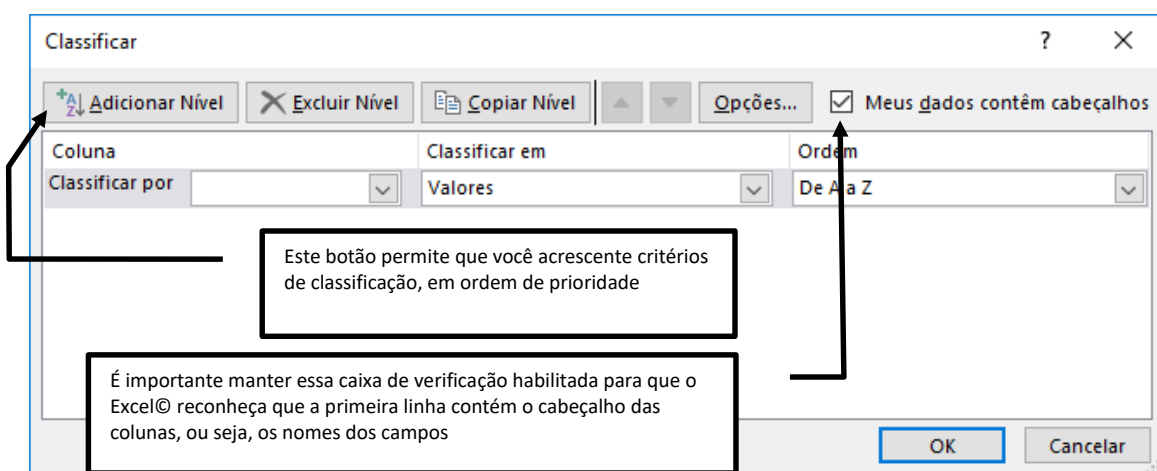 Classificar ?
Adicionar Nível Excluir Nível Copiar Nível Opções... Meus dados contêm cabeçalhos
Coluna Classificar em Ordem
Classificar por Valores De A a Z
Este botão permite que você acrescente critérios
de classificação, em ordem de prioridade
É importante manter essa caixa de verificação habilitada para que o
Excel© reconheça que a primeira linha contém o cabeçalho das
colunas, ou seja, os nomes dos campos
OK Cancelar